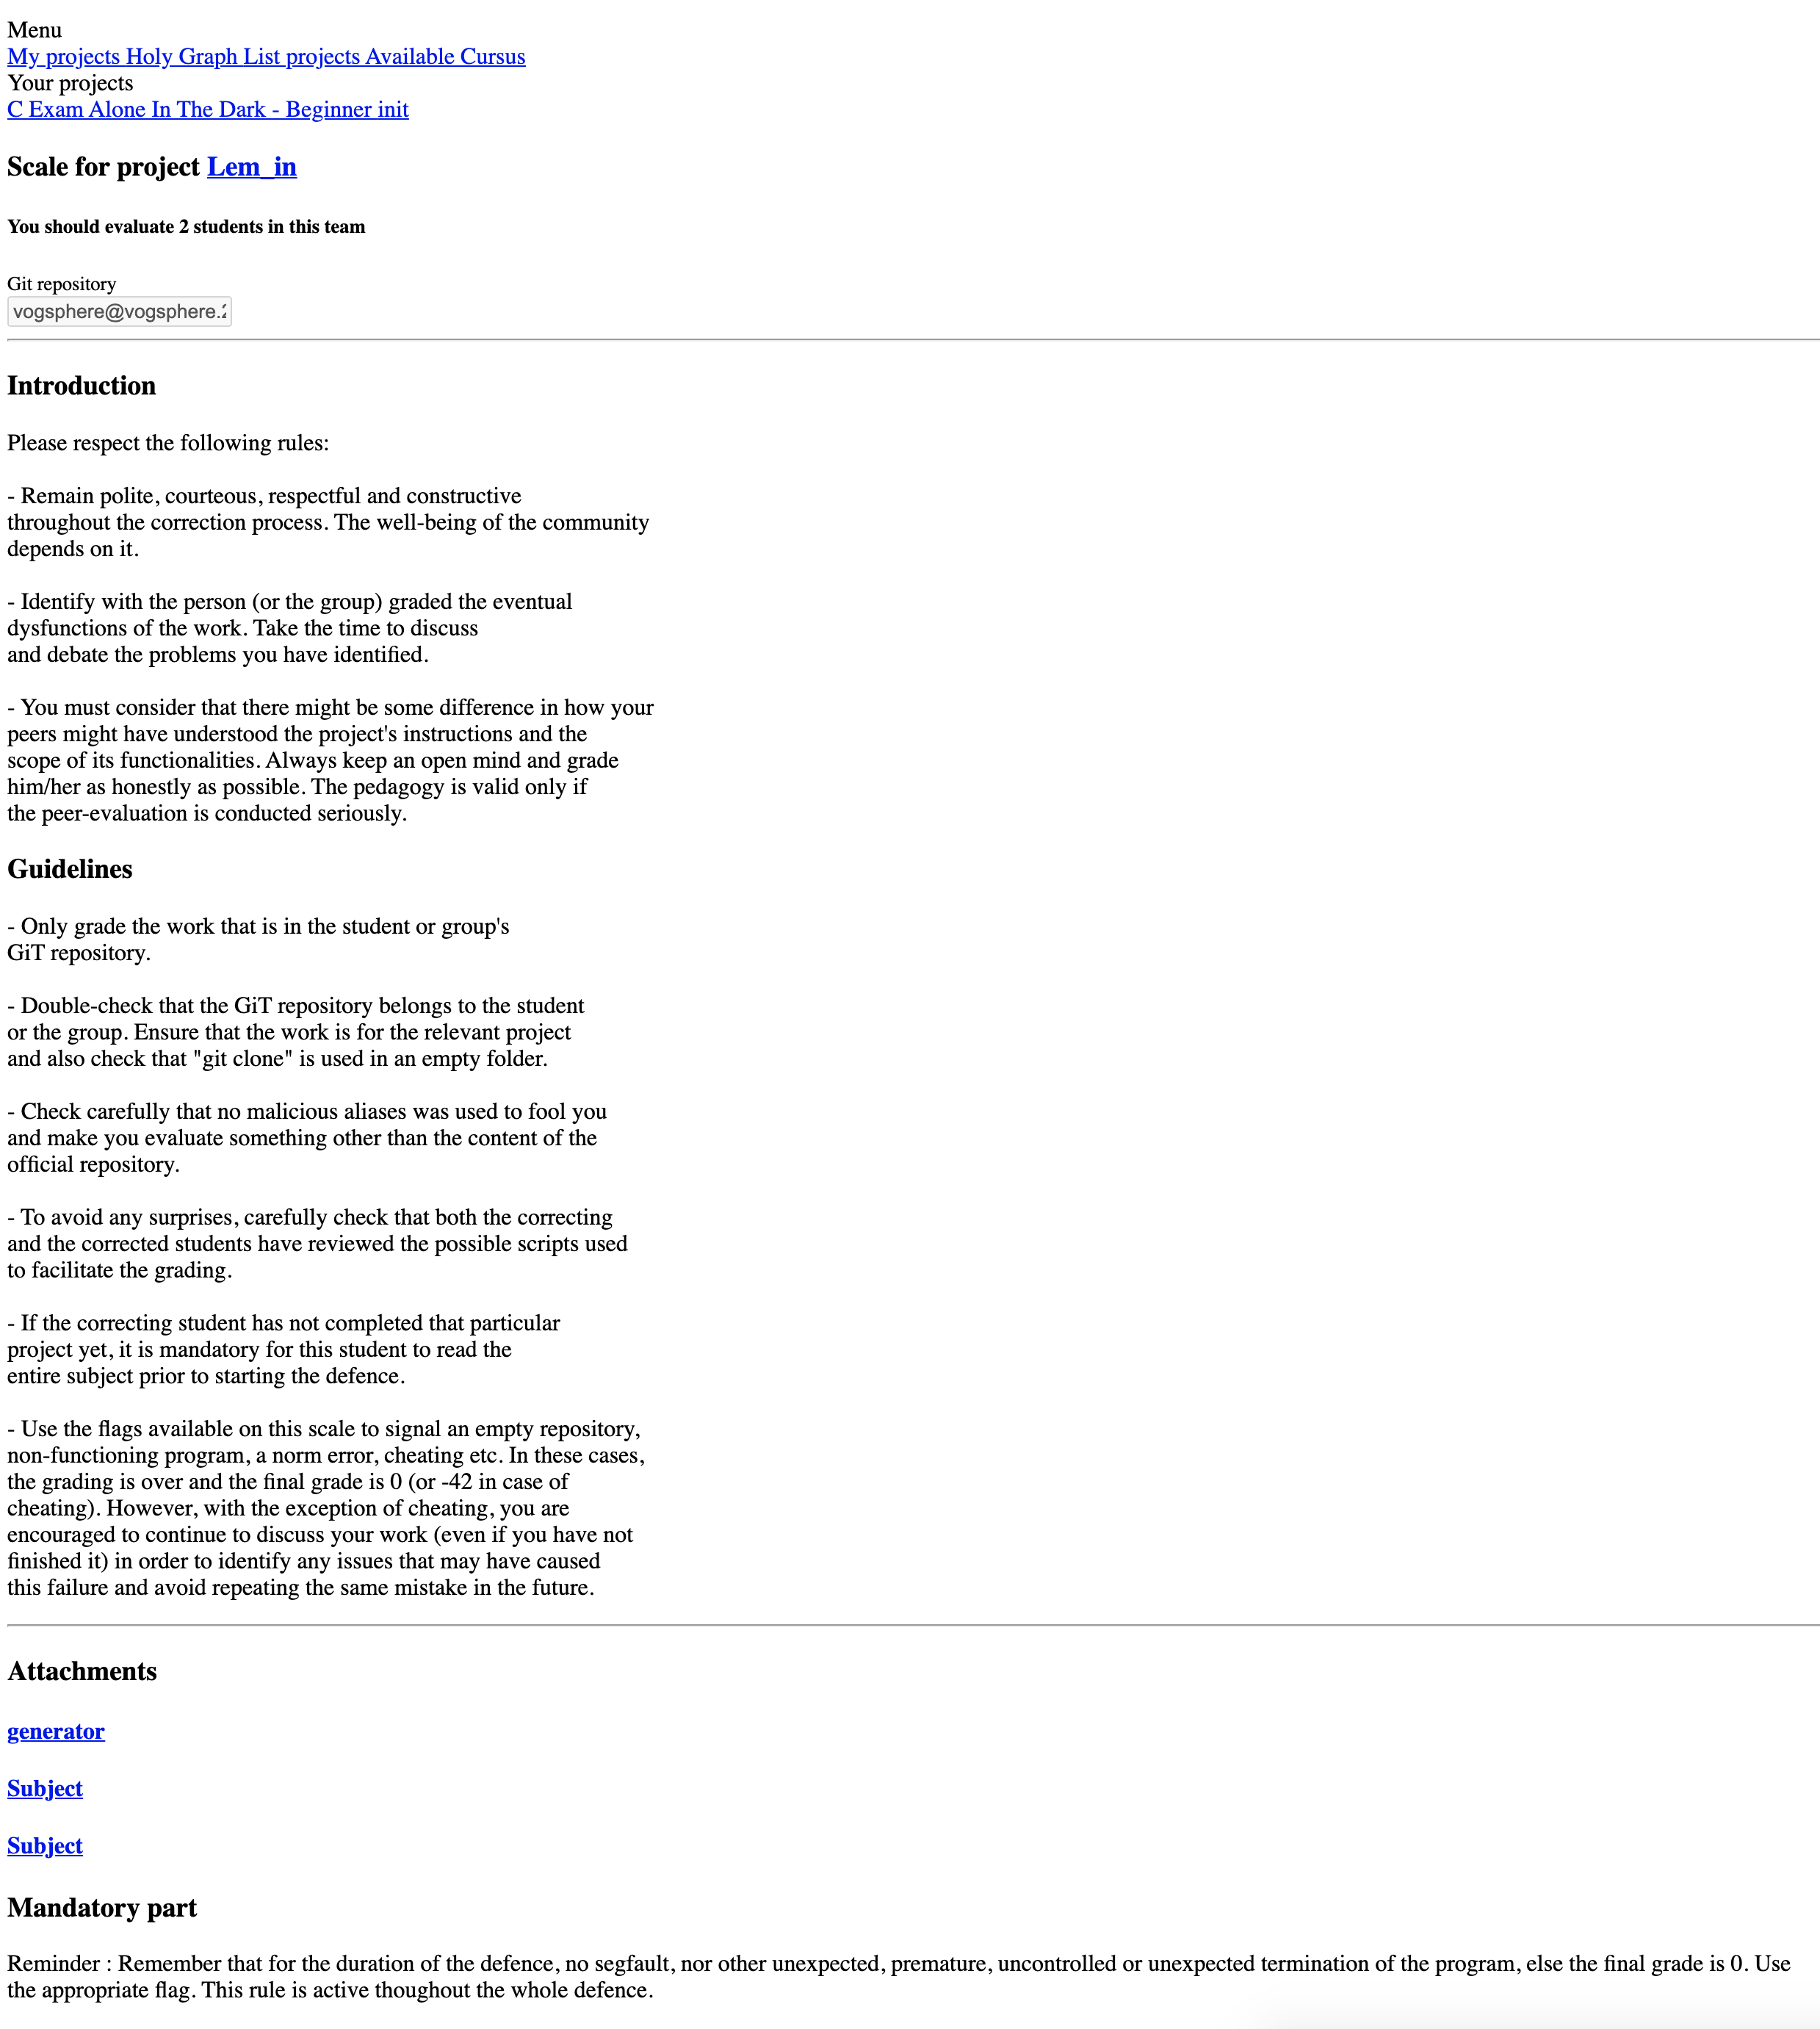 Menu
My projects Holy Graph List projects Available Cursus
Your projects
C Exam Alone In The Dark - Beginner init
Scale for project Lem_in
You should evaluate 2 students in this team
Git repository
vogsphere@vogsphere.2
Introduction
Please respect the following rules:
- Remain polite, courteous, respectful and constructive
throughout the correction process. The well-being of the community
depends on it.
- Identify with the person (or the group) graded the eventual
dysfunctions of the work. Take the time to discuss
and debate the problems you have identified.
- You must consider that there might be some difference in how your
peers might have understood the project's instructions and the
scope of its functionalities. Always keep an open mind and grade
him/her as honestly as possible. The pedagogy is valid only if
the peer-evaluation is conducted seriously.
Guidelines
- Only grade the work that is in the student or group's
GiT repository.
- Double-check that the GiT repository belongs to the student
or the group. Ensure that the work is for the relevant project
and also check that "git clone" is used in an empty folder.
- Check carefully that no malicious aliases was used to fool you
and make you evaluate something other than the content of the
official repository.
- To avoid any surprises, carefully check that both the correcting
and the corrected students have reviewed the possible scripts used
to facilitate the grading.
- If the correcting student has not completed that particular
project yet, it is mandatory for this student to read the
entire subject prior to starting the defence.
- Use the flags available on this scale to signal an empty repository,
non-functioning program, a norm error, cheating etc. In these cases,
the grading is over and the final grade is 0 (or -42 in case of
cheating). However, with the exception of cheating, you are
encouraged to continue to discuss your work (even if you have not
finished it) in order to identify any issues that may have caused
this failure and avoid repeating the same mistake in the future.
Attachments
generator
Subject
Subject
Mandatory part
Reminder : Remember that for the duration of the defence, no segfault, nor other unexpected, premature, uncontrolled or unexpected termination of the program, else the final grade is 0. Use
the appropriate flag. This rule is active thoughout the whole defence.